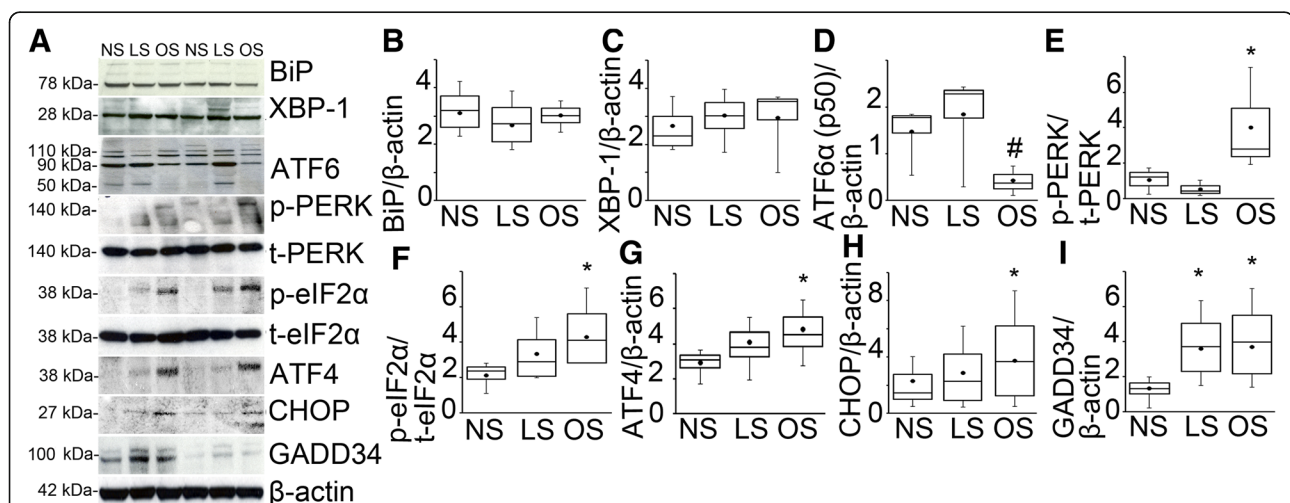 A
NS LS OS NS LS OS
78 kDa- BiP
28 kDa- XBP-1
110 kDa-
90 kDa- ATF6
50 kDa-
140 kDa- p-PERK
140 kDa- t-PERK
38 kDa- p-eIF2α
38 kDa- t-eIF2α
38 kDa- ATF4
27 kDa- CHOP
100 kDa- GADD34
42 kDa- β-actin
B
BiP/β-actin
4
2
0
NS LS OS
C
XBP-1/β-actin
4
2
0
NS LS OS
D
ATF6α (p50)/
β-actin
2
1
0
#
NS LS OS
E
p-PERK/
t-PERK
6
4
2
0
*
NS LS OS
F
p-eIF2α/
t-eIF2α
6
4
2
0
*
NS LS OS
G
ATF4/β-actin
6
4
2
0
*
NS LS OS
H
CHOP/β-actin
8
4
0
*
NS LS OS
I
GADD34/
β-actin
6
4
2
0
* *
NS LS OS